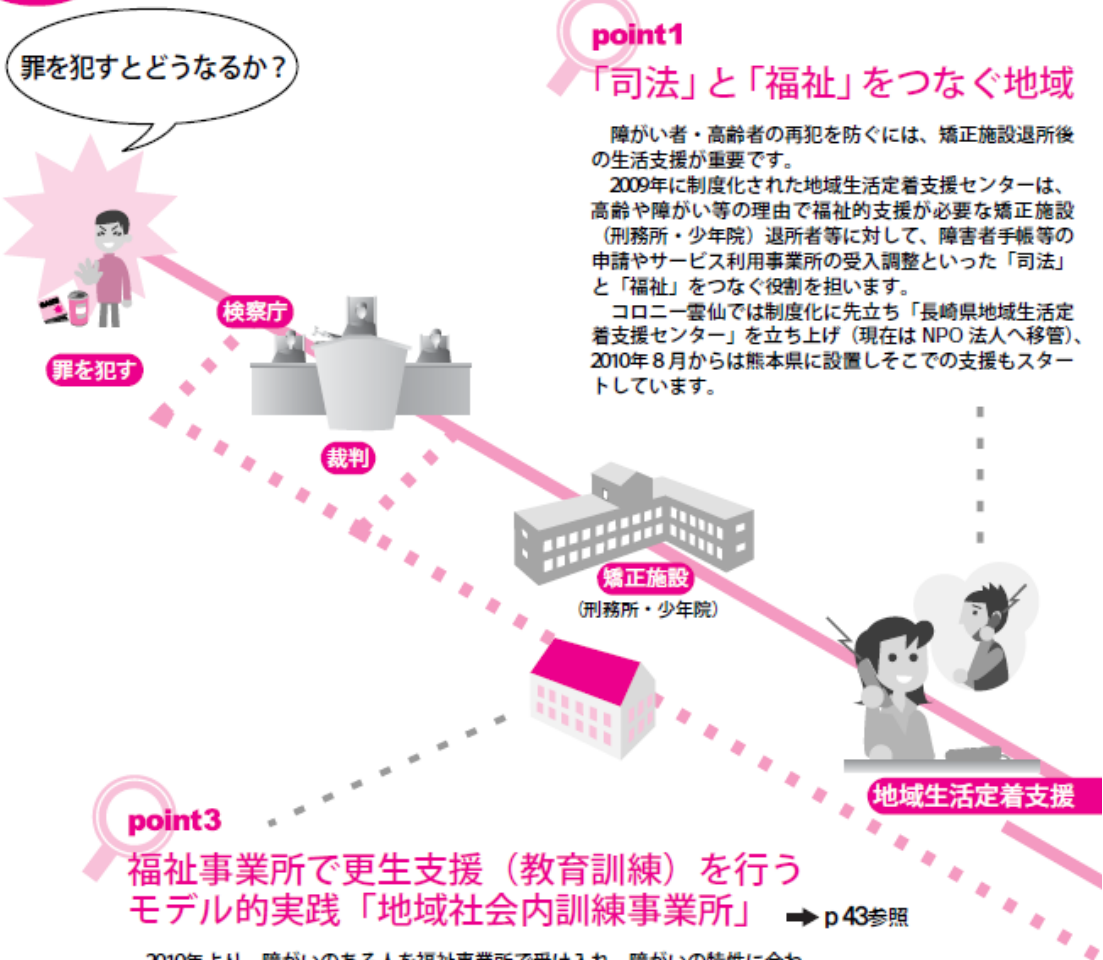 罪を犯すとどうなるか?
point1
「司法」と「福祉」をつなぐ地域
障がい者・高齢者の再犯を防ぐには、矯正施設退所後
の生活支援が重要です。
2009年に制度化された地域生活定着支援センターは、
高齢や障がい等の理由で福祉的支援が必要な矯正施設
(刑務所・少年院)退所者等に対して、障害者手帳等の
申請やサービス利用事業所の受入調整といった「司法」
と「福祉」をつなぐ役割を担います。
コロニー雲仙では制度化に先立ち「長崎県地域生活定
着支援センター」を立ち上げ(現在は NPO 法人へ移管)、
2010年8月からは熊本県に設置しそこでの支援もスター
トしています。
検察庁
罪を犯す
裁判
矯正施設
(刑務所・少年院)
地域生活定着支援
point3
福祉事業所で更生支援(教育訓練)を行う
モデル的実践「地域社会内訓練事業所」 ➡ p 43参照